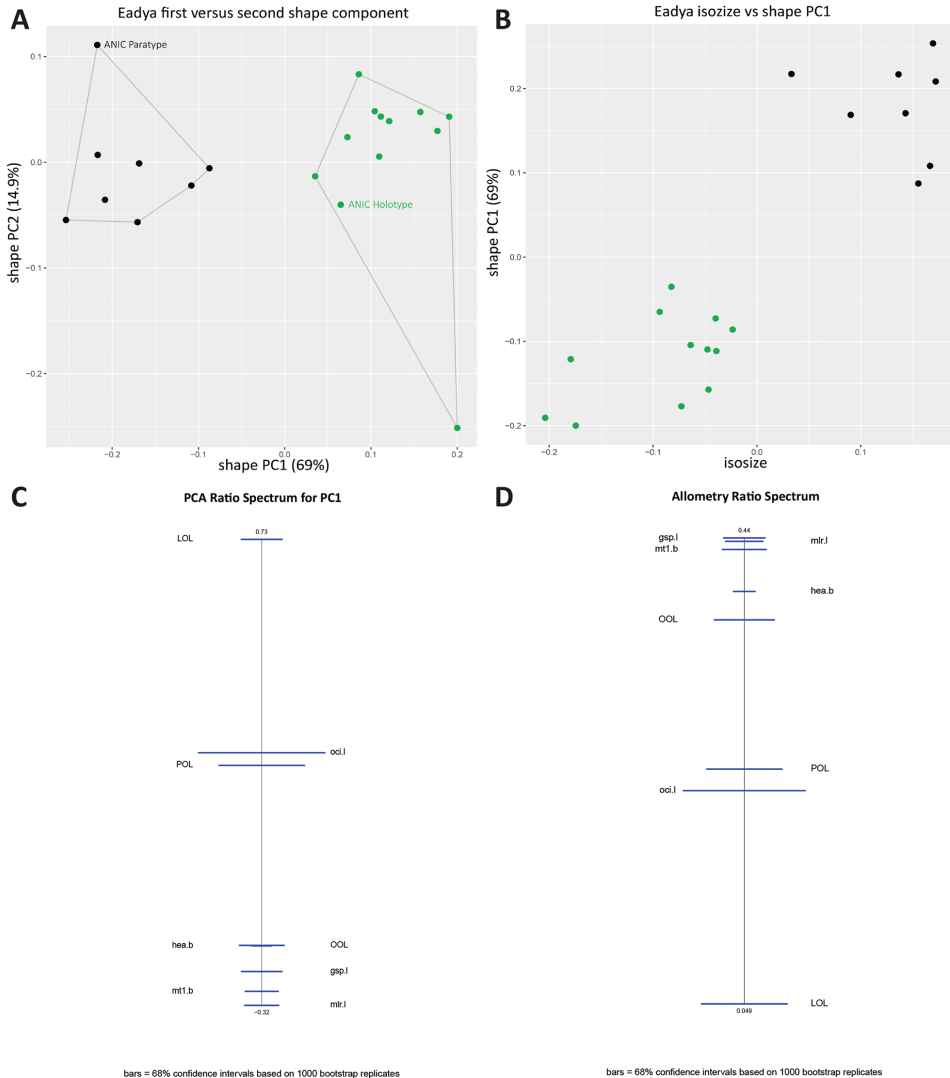 A
Eadya first versus second shape component
ANIC Paratype
ANIC Holotype
0.1
0.0
−0.1
−0.2
shape PC2 (14.9%)
−0.2
−0.1
0.0
0.1
0.2
shape PC1 (69%)
B
Eadya isozize vs shape PC1
0.2
0.1
0.0
−0.1
−0.2
shape PC1 (69%)
−0.2
−0.1
0.0
0.1
isosize
C
PCA Ratio Spectrum for PC1
0.73
LOL
oci.l
POL
hea.b
OOL
gsp.l
mt1.b
mlr.l
−0.32
bars = 68% confidence intervals based on 1000 bootstrap replicates
D
Allometry Ratio Spectrum
0.44
gsp.l
mlr.l
mt1.b
hea.b
OOL
POL
oci.l
LOL
0.049
bars = 68% confidence intervals based on 1000 bootstrap replicates